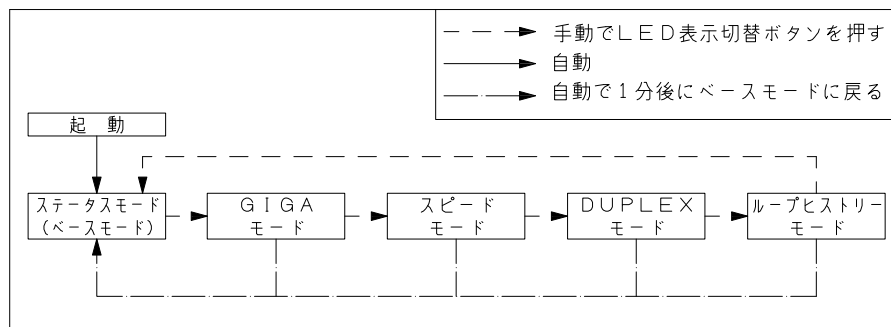 手動でLED表示切替ボタンを押す
自動
自動で1分後にベースモードに戻る
起 動
ステータスモード
(ベースモード)
GIGA
モード
スピード
モード
DUPLEX
モード
ループヒストリー
モード